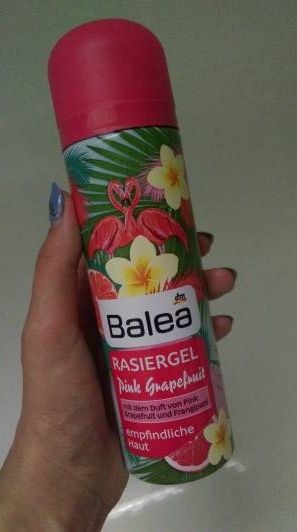 dm
Balea
RASIERGEL
Pink Grapefruit
mit dem Duft von Pink
Grapefruit und Frangipani
empfindliche
Haut